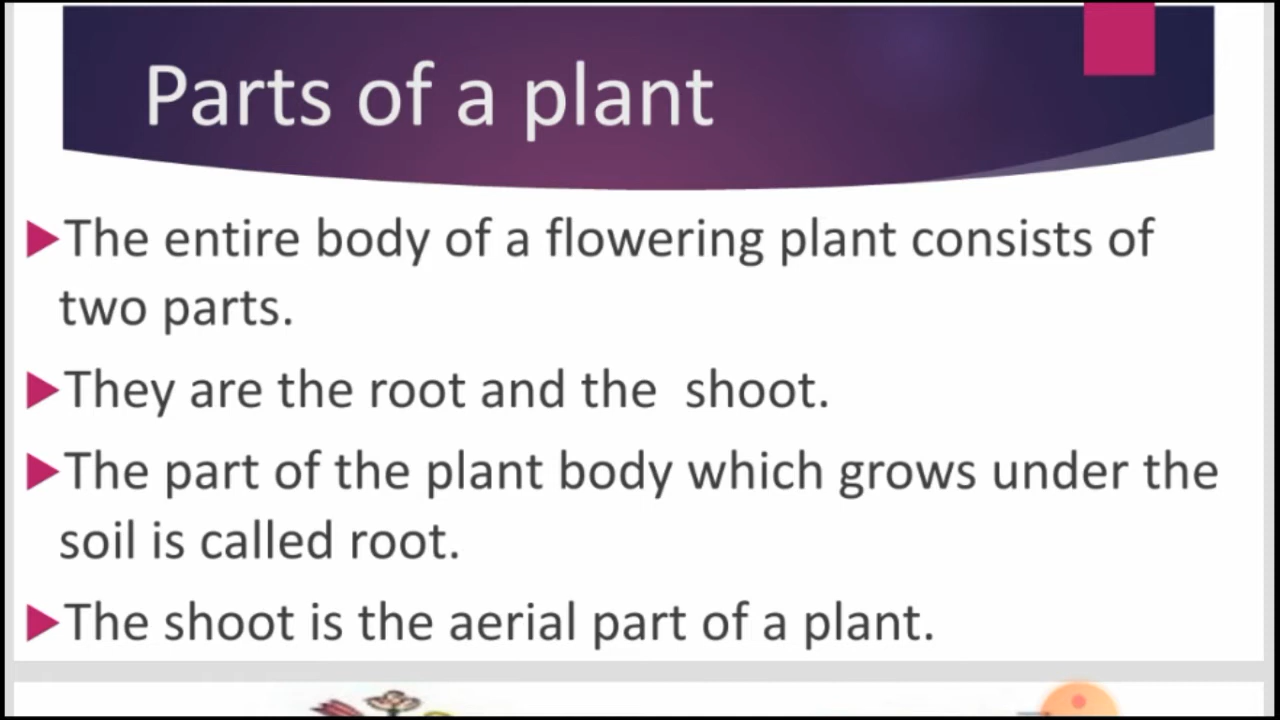 Parts of a plant
The entire body of a flowering plant consists of
two parts.
They are the root and the  shoot.
The part of the plant body which grows under the
soil is called root.
The shoot is the aerial part of a plant.